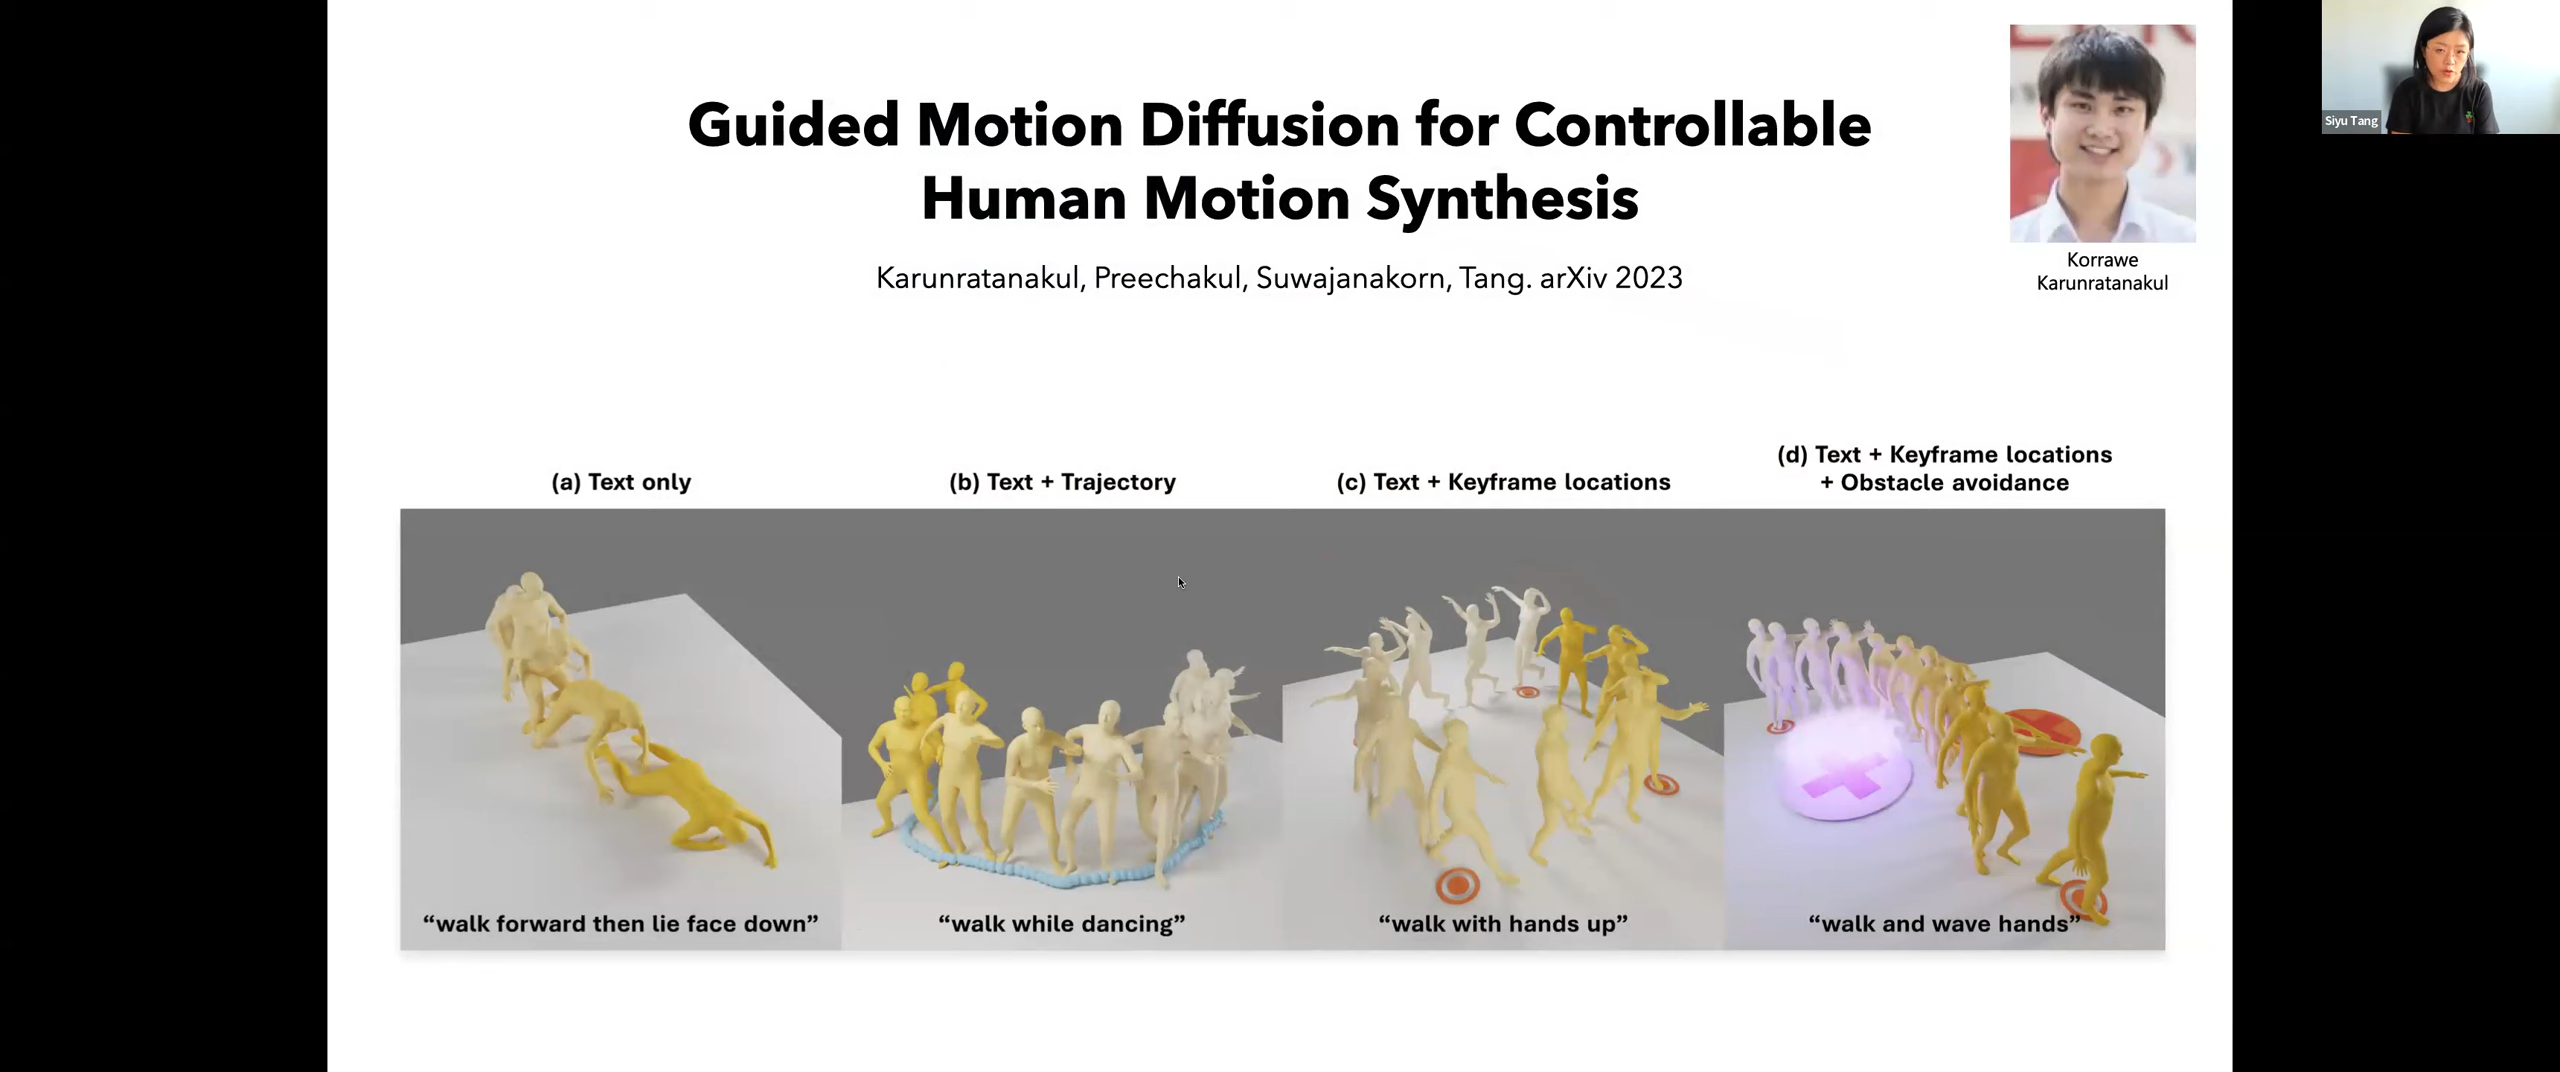 Guided Motion Diffusion for Controllable
Human Motion Synthesis
Karunratanakul, Preechakul, Suwajanakorn, Tang. arXiv 2023
Korrawe
Karunratanakul
Siyu Tang
(a) Text only
(b) Text + Trajectory
(c) Text + Keyframe locations
(d) Text + Keyframe locations
+ Obstacle avoidance
“walk forward then lie face down”
“walk while dancing”
“walk with hands up”
“walk and wave hands”